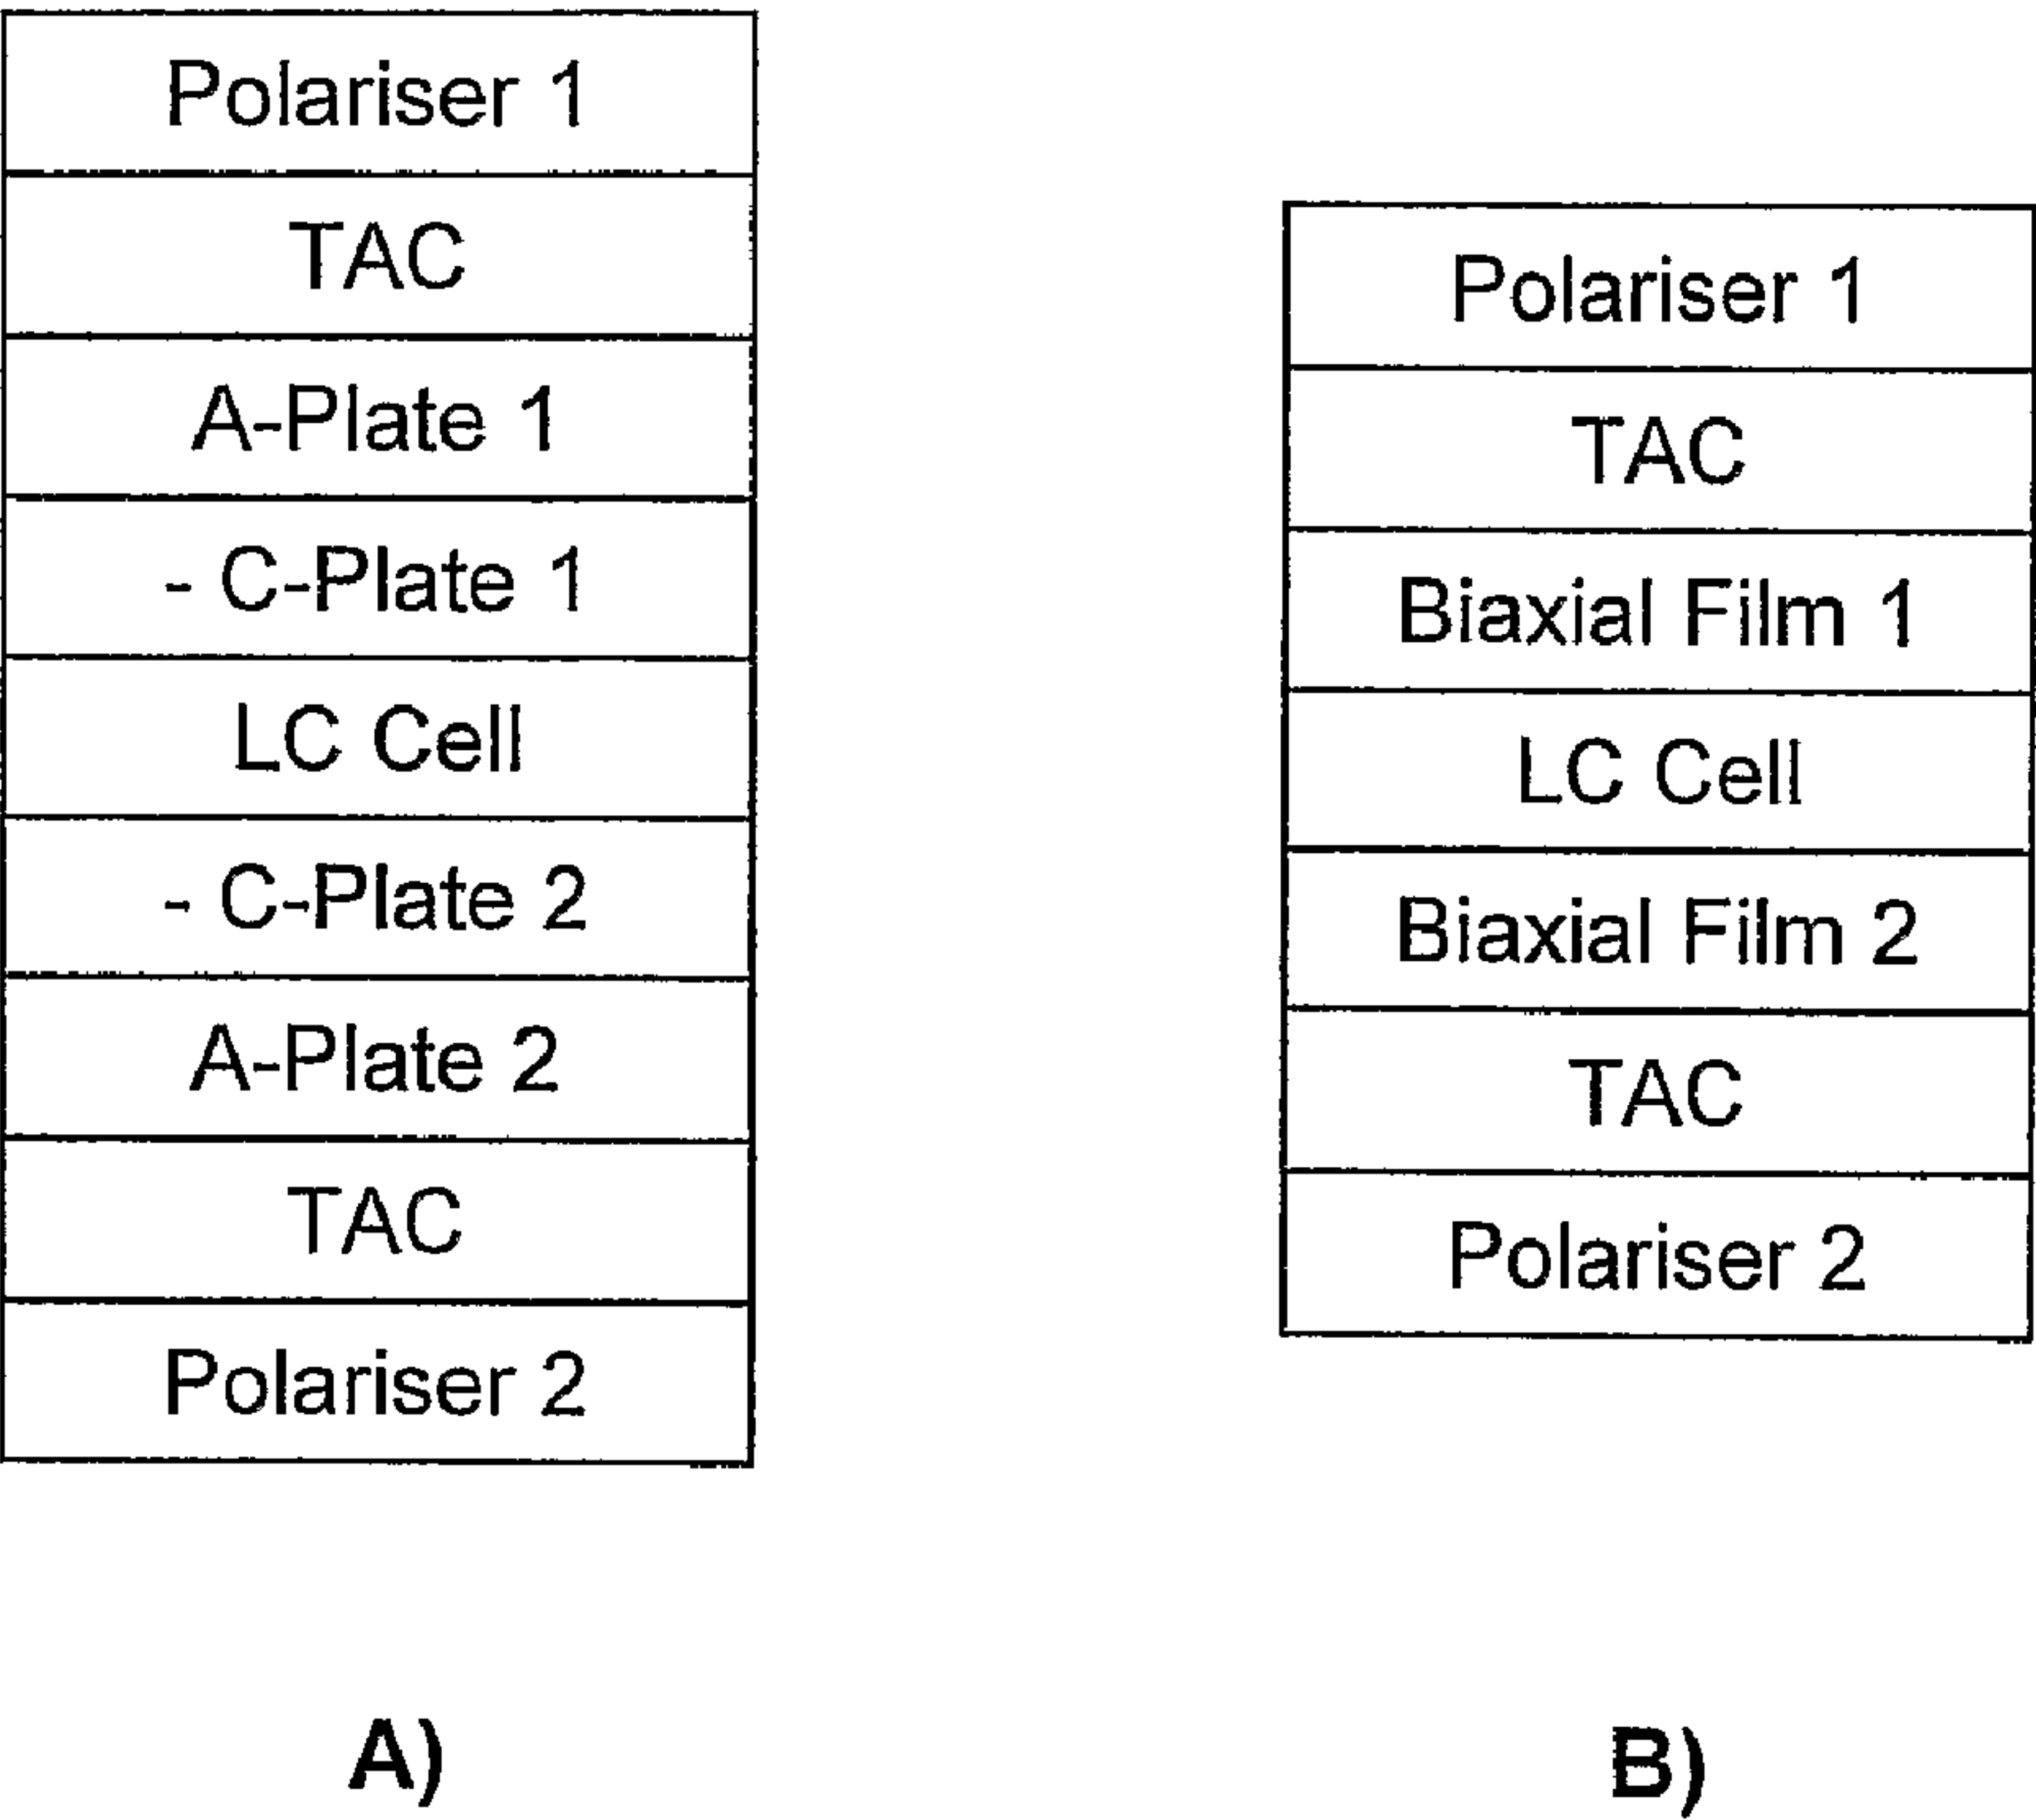 Polariser 1
TAC
A-Plate 1
- C-Plate 1
LC Cell
- C-Plate 2
A-Plate 2
TAC
Polariser 2
A)
Polariser 1
TAC
Biaxial Film 1
LC Cell
Biaxial Film 2
TAC
Polariser 2
B)